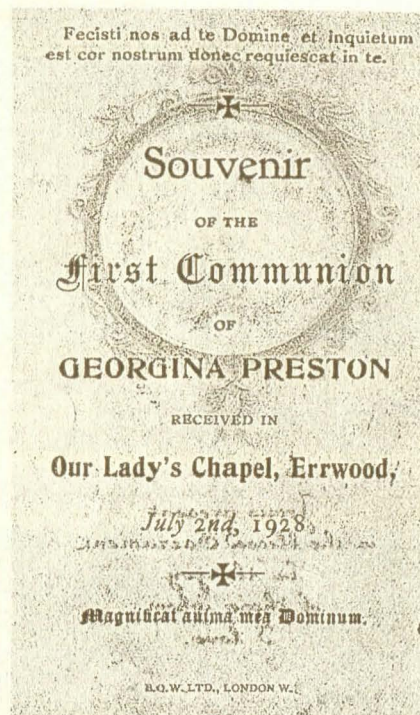 Fecisti nos ad te Domine et inquietum
est cor nostrum donec requiescat in te.
Souvenir
OF THE
First Communion
OF
GEORGINA PRESTON
RECEIVED IN
Our Lady's Chapel, Errwood,
July 2nd, 1928
Magnificat anima mea Dominum.
B.O.W. LTD., LONDON W.